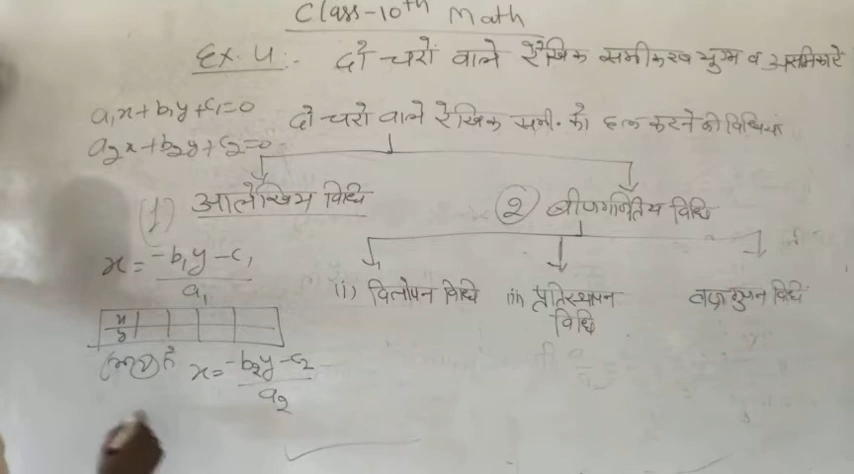 Class-10th Math
Ex. 4:- दो चरों वाले रैखिक समीकरण युग्म व असमिकाएं
a₁x+b₁y+c₁=0
a₂x+b₂y+c₂=0
दो चरो वाले रैखिक समी. को हल करने की विधियां
(1) आलेखिय विधि
② बीजगणितिय विधि
x = (-b₁y-c₁)/a₁
(i) विलोपन विधि
(ii) प्रतिस्थापन विधि
वज्रगुणन विधि
x
y
x = (-b₂y-c₂)/a₂